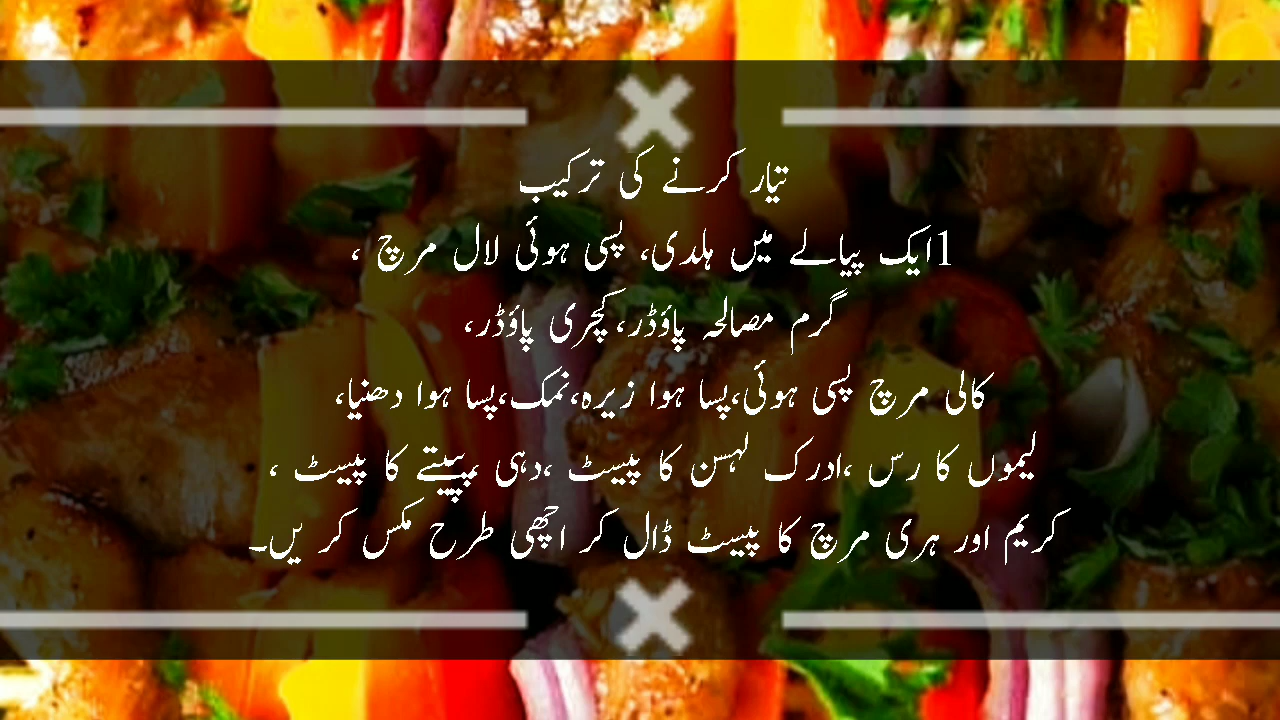 تیار کرنے کی ترکیب
1ایک پیالے میں ہلدی، پسی ہوئی لال مرچ ،
گرم مصالحہ پاؤڈر،کچری پاؤڈر،
کالی مرچ پسی ہوئی،پسا ہوا زیرہ،نمک،پسا ہوا دھنیا،
لیموں کا رس ،ادرک لہسن کا پیسٹ ،دہی ،پپیتے کا پیسٹ ،
کریم اور ہری مرچ کا پیسٹ ڈال کر اچھی طرح مکس کر یں۔